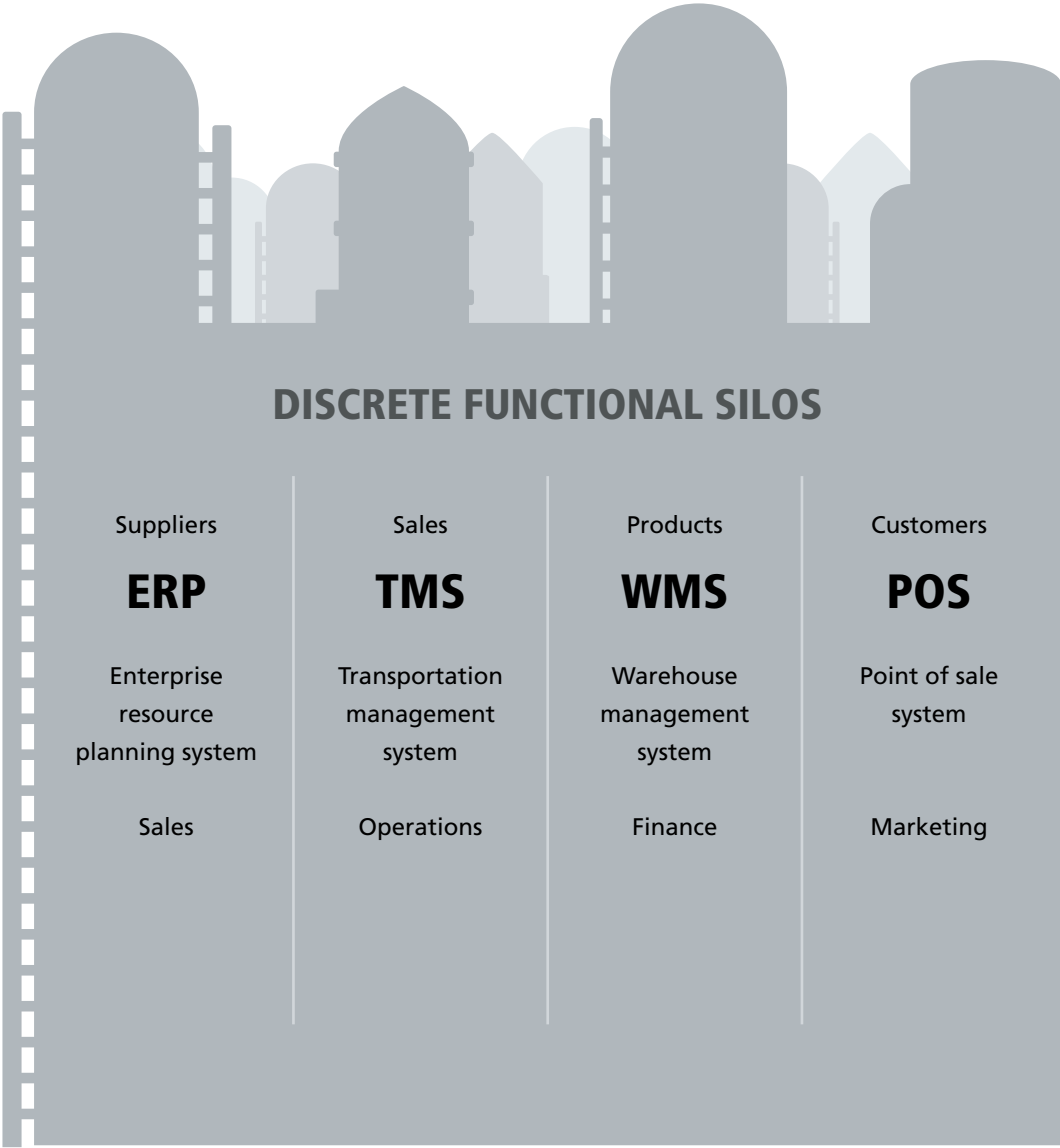 DISCRETE FUNCTIONAL SILOS
Suppliers
ERP
Enterprise
resource
planning system
Sales
Sales
TMS
Transportation
management
system
Operations
Products
WMS
Warehouse
management
system
Finance
Customers
POS
Point of sale
system
Marketing